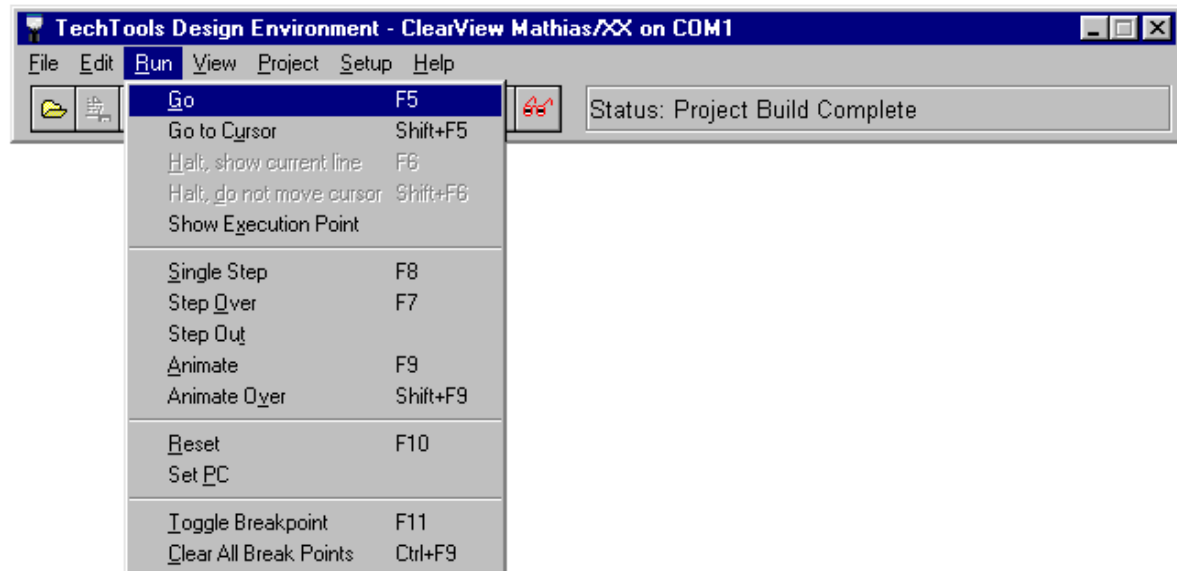 TechTools Design Environment - ClearView Mathias/XX on COM1
File Edit Run View Project Setup Help
Status: Project Build Complete
Go F5
Go to Cursor Shift+F5
Halt, show current line F6
Halt, do not move cursor Shift+F6
Show Execution Point
Single Step F8
Step Over F7
Step Out
Animate F9
Animate Over Shift+F9
Reset F10
Set PC
Toggle Breakpoint F11
Clear All Break Points Ctrl+F9